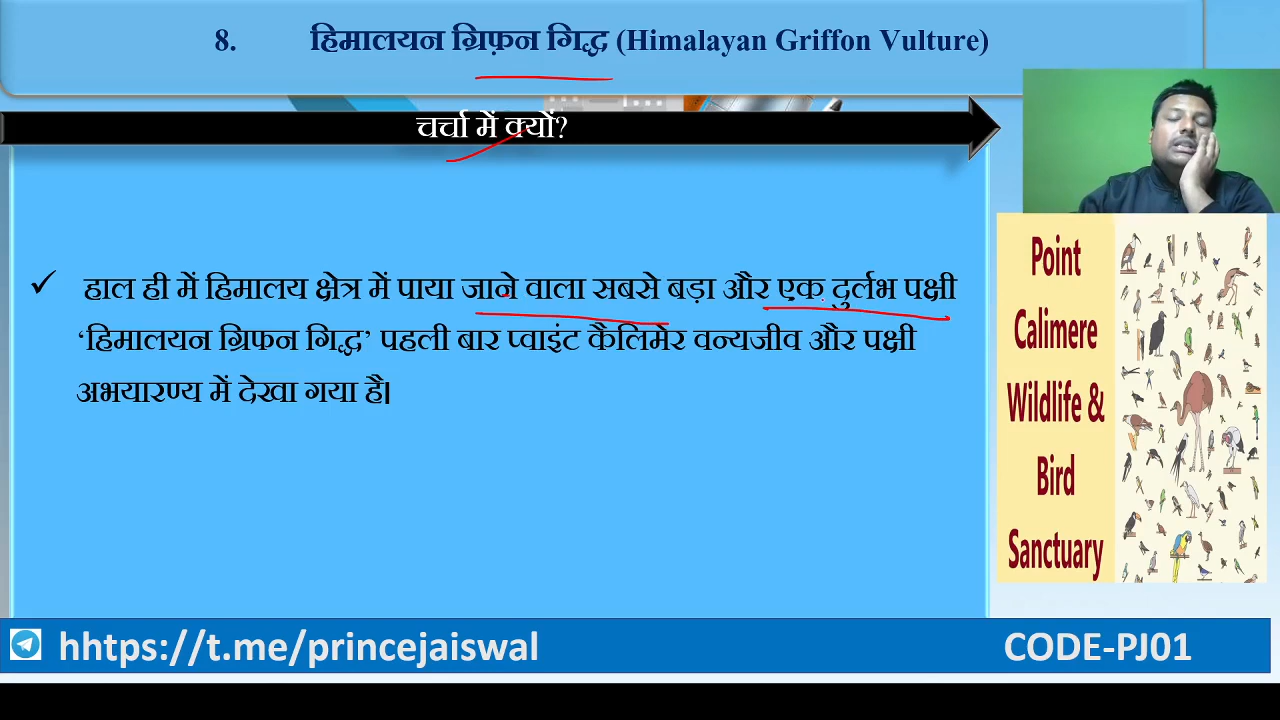 8. हिमालयन ग्रिफ़न गिद्ध (Himalayan Griffon Vulture)
चर्चा में क्यों?
हाल ही में हिमालय क्षेत्र में पाया जाने वाला सबसे बड़ा और एक दुर्लभ पक्षी
‘हिमालयन ग्रिफन गिद्ध’ पहली बार प्वाइंट कैलिमेर वन्यजीव और पक्षी
अभयारण्य में देखा गया है।
Point
Calimere
Wildlife &
Bird
Sanctuary
hhtps://t.me/princejaiswal
CODE-PJ01